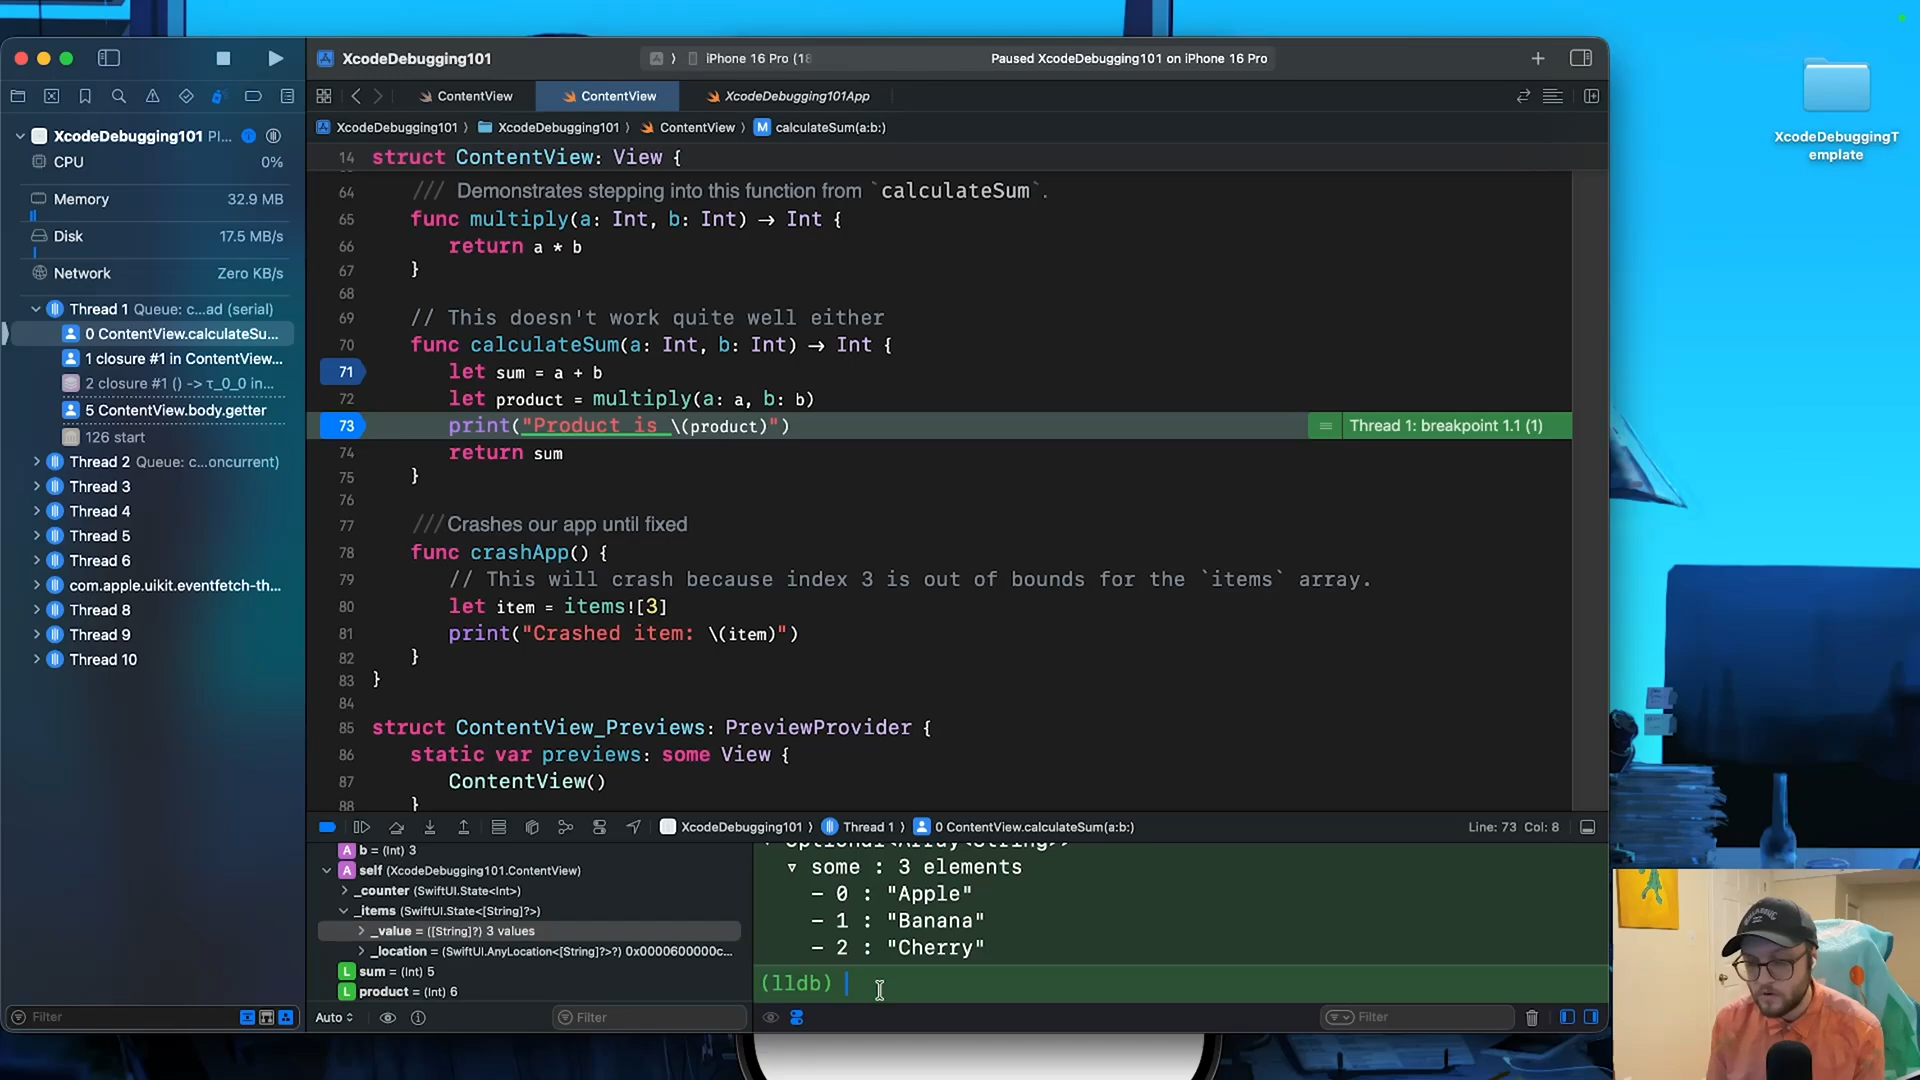 XcodeDebugging101
iPhone 16 Pro (18
Paused XcodeDebugging101 on iPhone 16 Pro
ContentView
ContentView
XcodeDebugging101App
XcodeDebugging101 〉 XcodeDebugging101 〉 ContentView 〉 M calculateSum(a:b:)
XcodeDebugging101 PI...
CPU 0%
Memory 32.9 MB
Disk 17.5 MB/s
Network Zero KB/s
Thread 1 Queue: c...ad (serial)
0 ContentView.calculateSu...
1 closure #1 in ContentView...
2 closure #1 () -> τ_0_0 in...
5 ContentView.body.getter
126 start
Thread 2 Queue: c...oncurrent)
Thread 3
Thread 4
Thread 5
Thread 6
com.apple.uikit.eventfetch-th...
Thread 8
Thread 9
Thread 10
Filter
14 struct ContentView: View {
64 /// Demonstrates stepping into this function from `calculateSum`.
65 func multiply(a: Int, b: Int) -> Int {
66 return a * b
67 }
68
69 // This doesn't work quite well either
70 func calculateSum(a: Int, b: Int) -> Int {
71 let sum = a + b
72 let product = multiply(a: a, b: b)
73 print("Product is \(product)")
Thread 1: breakpoint 1.1 (1)
74 return sum
75 }
76
77 ///Crashes our app until fixed
78 func crashApp() {
79 // This will crash because index 3 is out of bounds for the `items` array.
80 let item = items![3]
81 print("Crashed item: \(item)")
82 }
83 }
84
85 struct ContentView_Previews: PreviewProvider {
86 static var previews: some View {
87 ContentView()
88 }
XcodeDebugging101 〉 Thread 1 〉 0 ContentView.calculateSum(a:b:)
Line: 73 Col: 8
A b = (Int) 3
A self (XcodeDebugging101.ContentView)
_counter (SwiftUI.State<Int>)
_items (SwiftUI.State<[String]?>)
_value = ([String]?) 3 values
_location = (SwiftUI.AnyLocation<[String]?>?) 0x0000600000c...
L sum = (Int) 5
L product = (Int) 6
Auto
Filter
Optional<Array<String>>
▿ some : 3 elements
- 0 : "Apple"
- 1 : "Banana"
- 2 : "Cherry"
(lldb)
Filter
XcodeDebuggingT
emplate